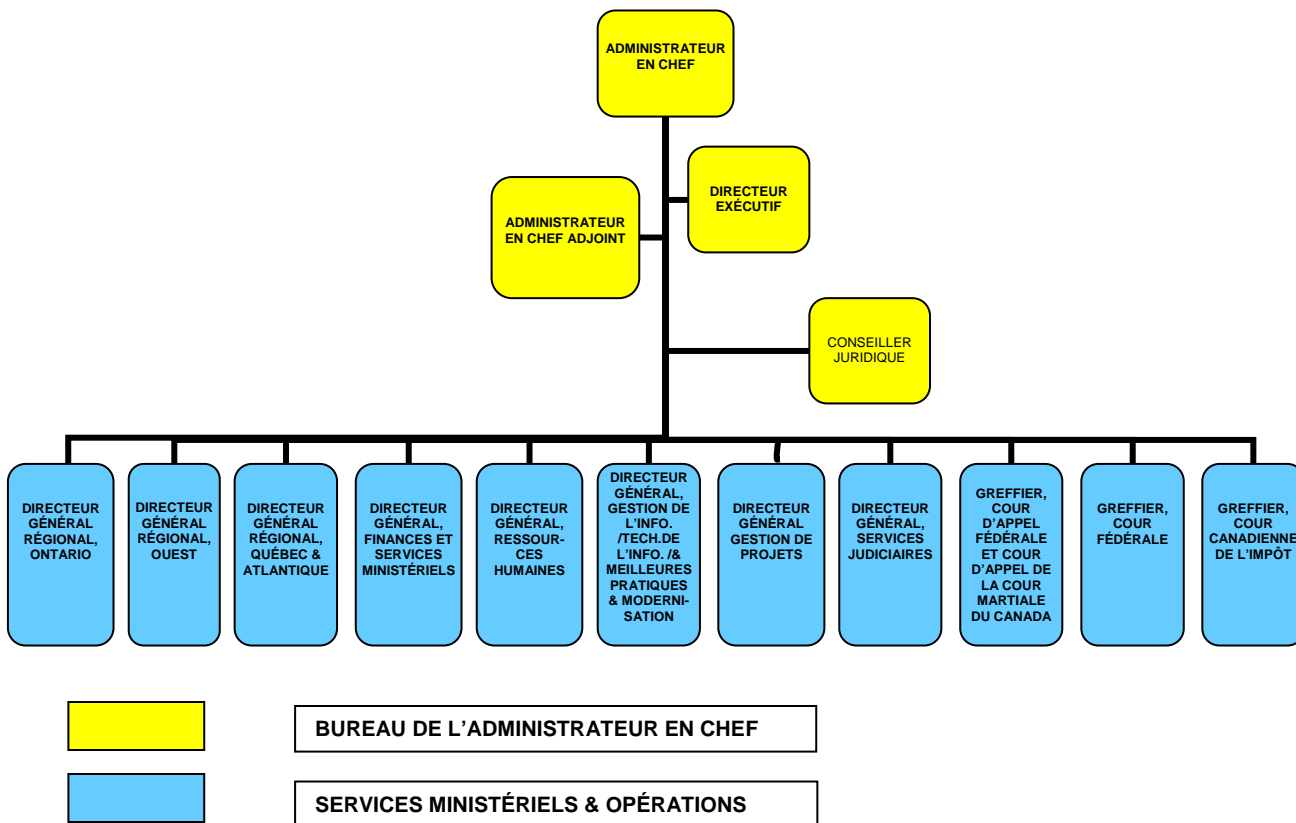 ADMINISTRATEUR
EN CHEF
DIRECTEUR
EXÉCUTIF
ADMINISTRATEUR
EN CHEF ADJOINT
CONSEILLER
JURIDIQUE
DIRECTEUR
GÉNÉRAL
RÉGIONAL,
ONTARIO
DIRECTEUR
GÉNÉRAL
RÉGIONAL,
OUEST
DIRECTEUR
GÉNÉRAL
RÉGIONAL,
QUÉBEC &
ATLANTIQUE
DIRECTEUR
GÉNÉRAL,
FINANCES ET
SERVICES
MINISTÉRIELS
DIRECTEUR
GÉNÉRAL,
RESSOUR-
CES
HUMAINES
DIRECTEUR
GÉNÉRAL,
GESTION DE
L'INFO.
/TECH.DE
L'INFO. /&
MEILLEURES
PRATIQUES
& MODERNI-
SATION
DIRECTEUR
GÉNÉRAL
GESTION DE
PROJETS
DIRECTEUR
GÉNÉRAL,
SERVICES
JUDICIAIRES
GREFFIER,
COUR
D'APPEL
FÉDÉRALE
ET COUR
D'APPEL DE
LA COUR
MARTIALE
DU CANADA
GREFFIER,
COUR
FÉDÉRALE
GREFFIER,
COUR
CANADIENNE
DE L'IMPÔT
BUREAU DE L'ADMINISTRATEUR EN CHEF
SERVICES MINISTÉRIELS & OPÉRATIONS